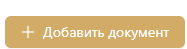 + Добавить документ